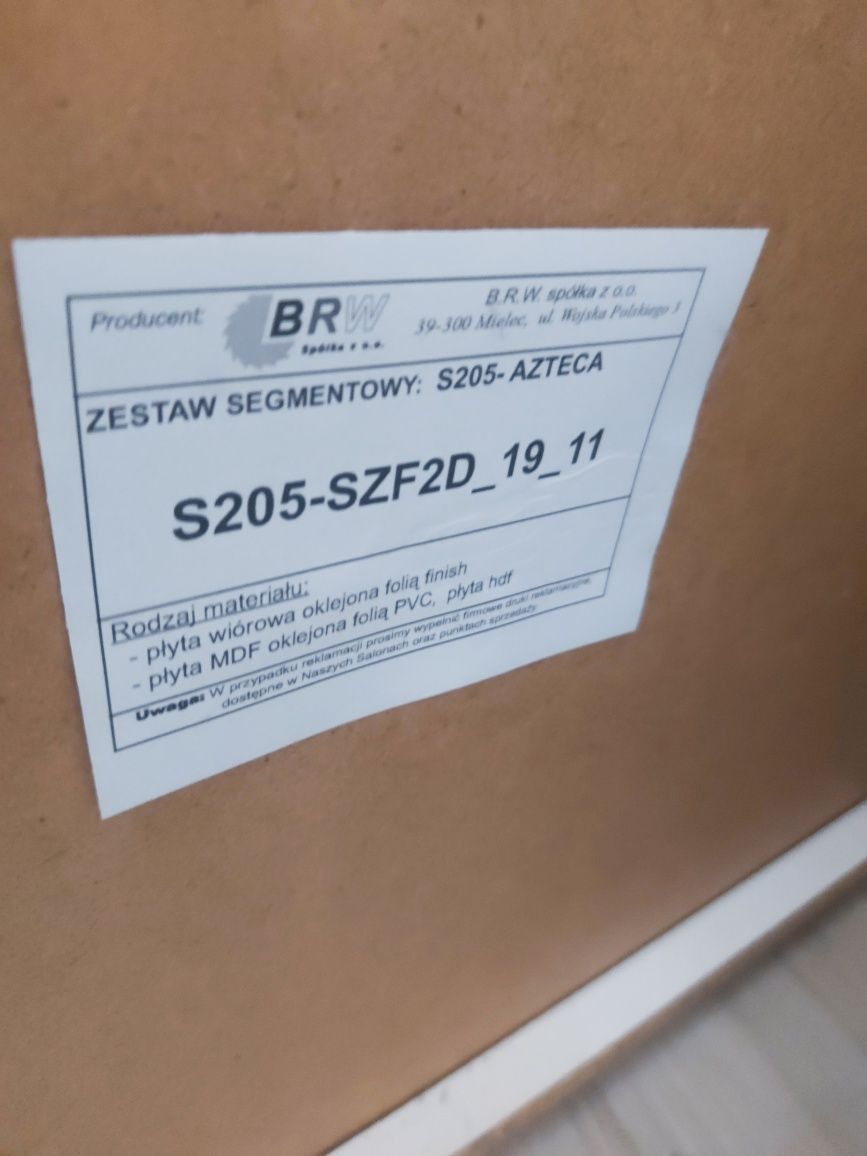 Producent:
BRW
Spółka z o.o.
B.R.W. spółka z o.o.
39-300 Mielec, ul. Wojska Polskiego 3
ZESTAW SEGMENTOWY: S205- AZTECA
S205-SZF2D_19_11
Rodzaj materiału:
- płyta wiórowa oklejona folią finish
- płyta MDF oklejona folią PVC, płyta hdf
Uwaga: W przypadku reklamacji prosimy wypełnić firmowe druki reklamacyjne,
dostępne w Naszych Salonach oraz punktach sprzedaży.